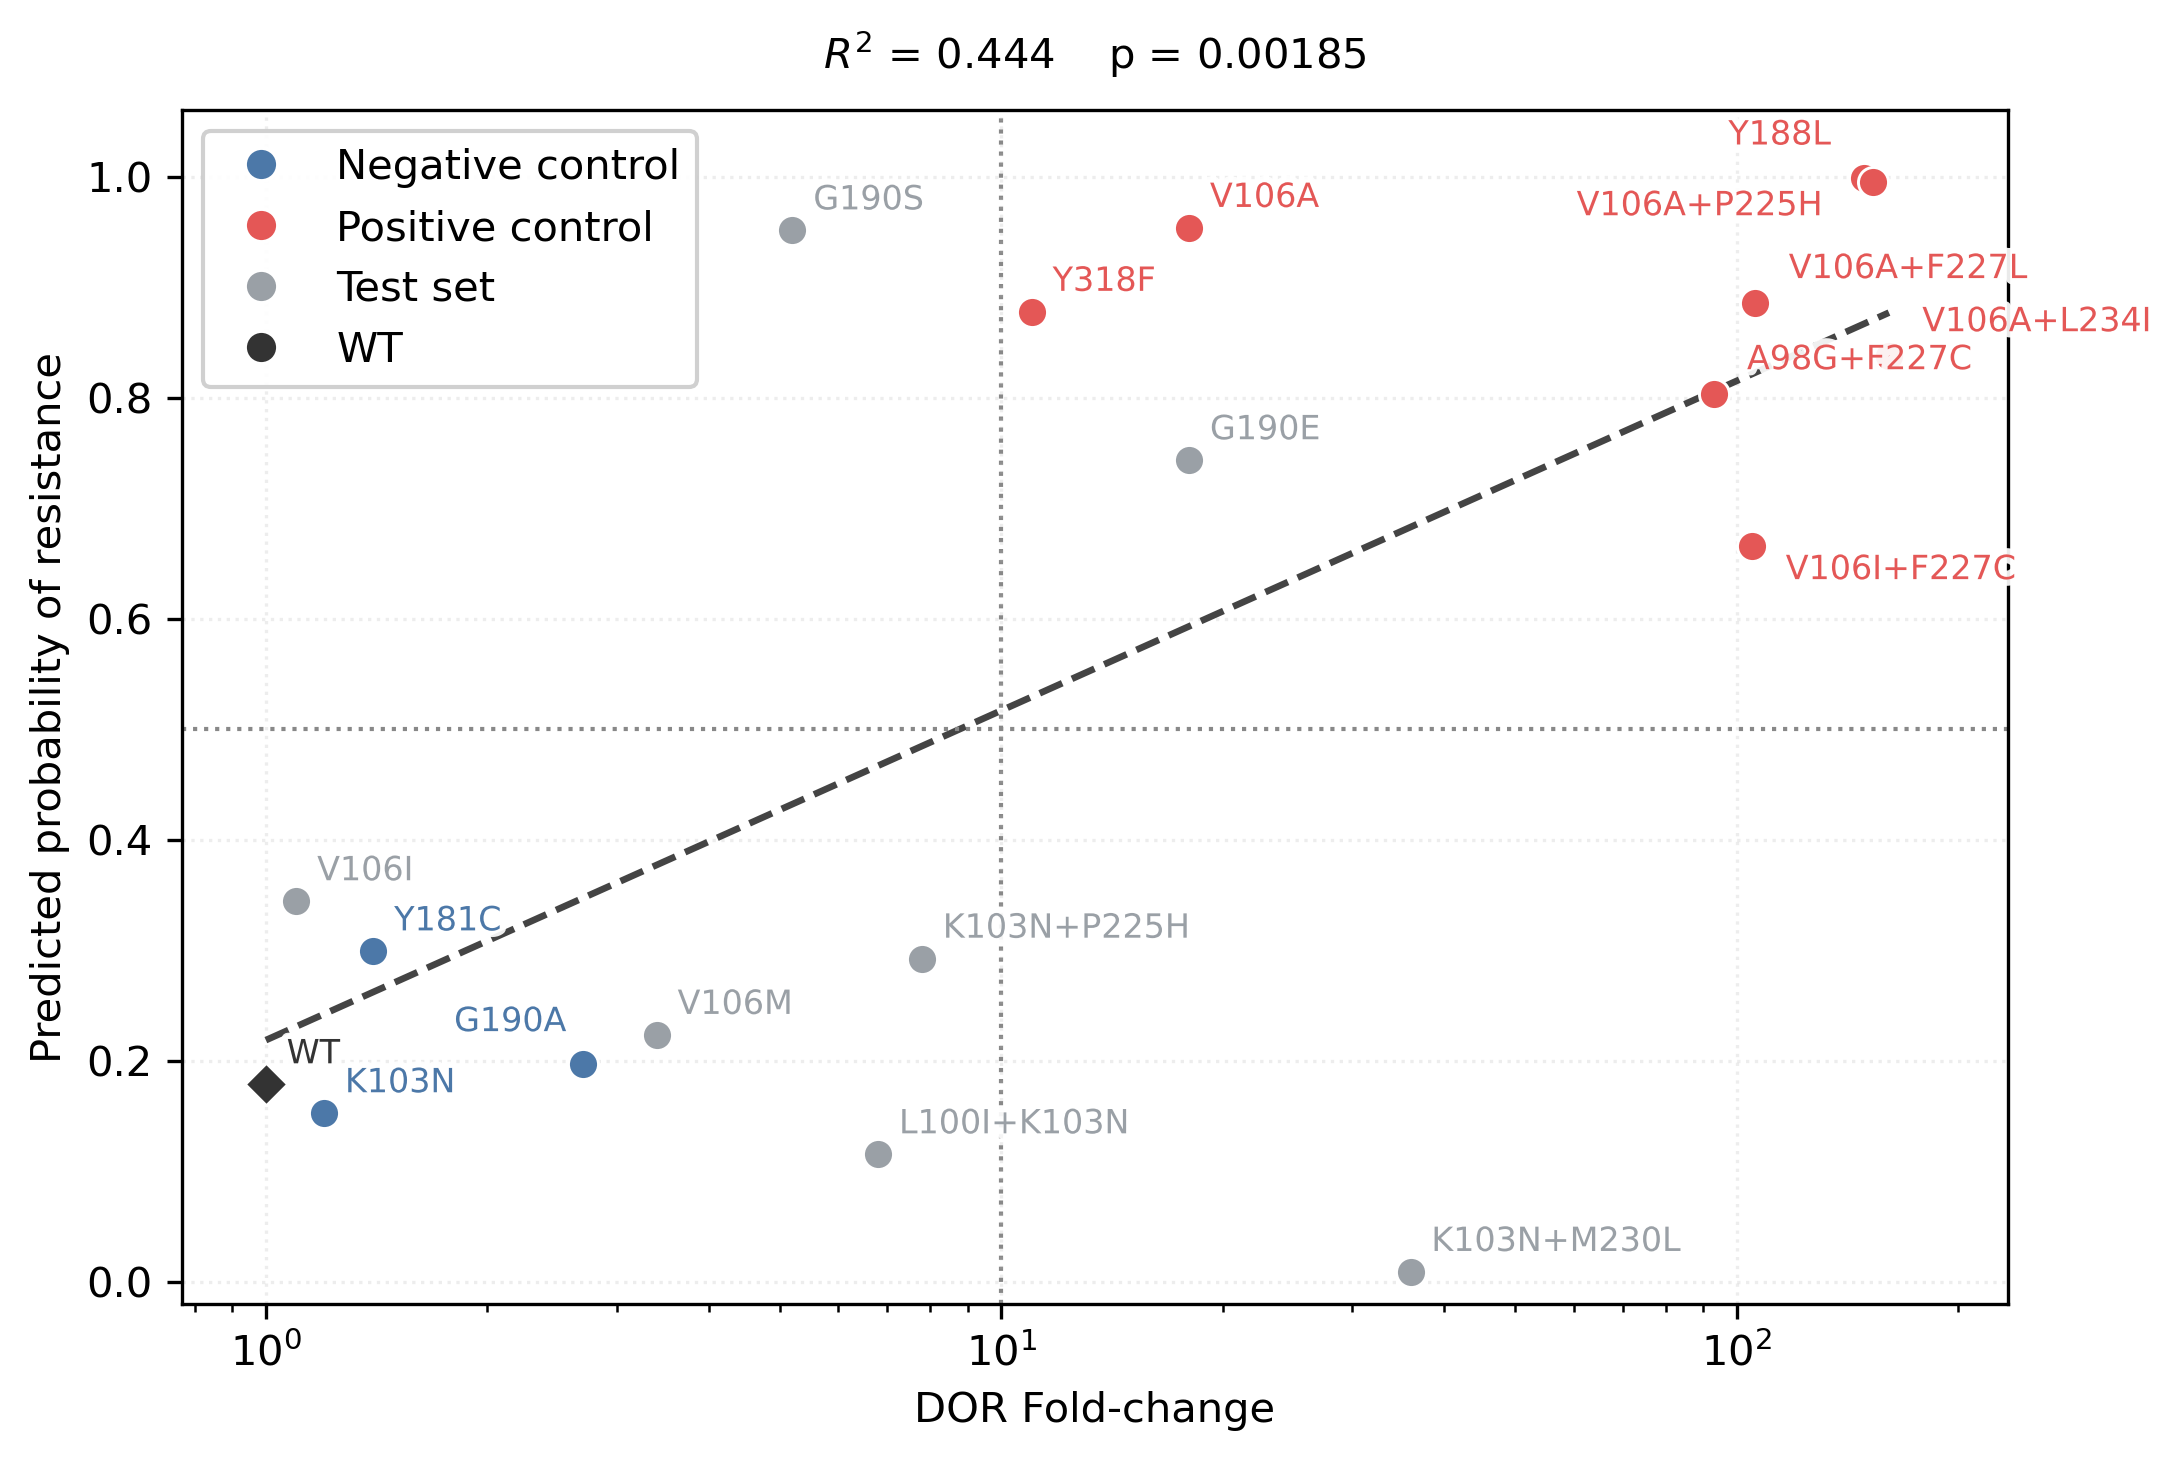 R² = 0.444 p = 0.00185
Negative control
Positive control
Test set
WT
Y188L
V106A+P225H
G190S
V106A
Y318F
V106A+F227L
V106A+L234I
A98G+F227C
G190E
V106I+F227C
V106I
Y181C
K103N+P225H
V106M
G190A
WT
K103N
L100I+K103N
K103N+M230L
1.0
0.8
0.6
0.4
0.2
0.0
Predicted probability of resistance
10⁰
10¹
10²
DOR Fold-change